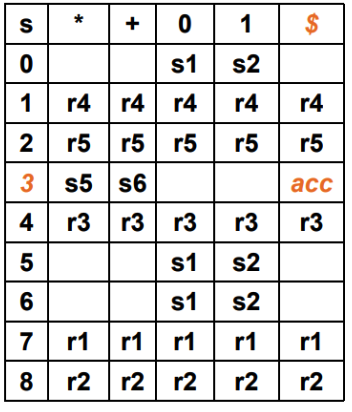 s * + 0 1 $
0 s1 s2
1 r4 r4 r4 r4 r4
2 r5 r5 r5 r5 r5
3 s5 s6 acc
4 r3 r3 r3 r3 r3
5 s1 s2
6 s1 s2
7 r1 r1 r1 r1 r1
8 r2 r2 r2 r2 r2